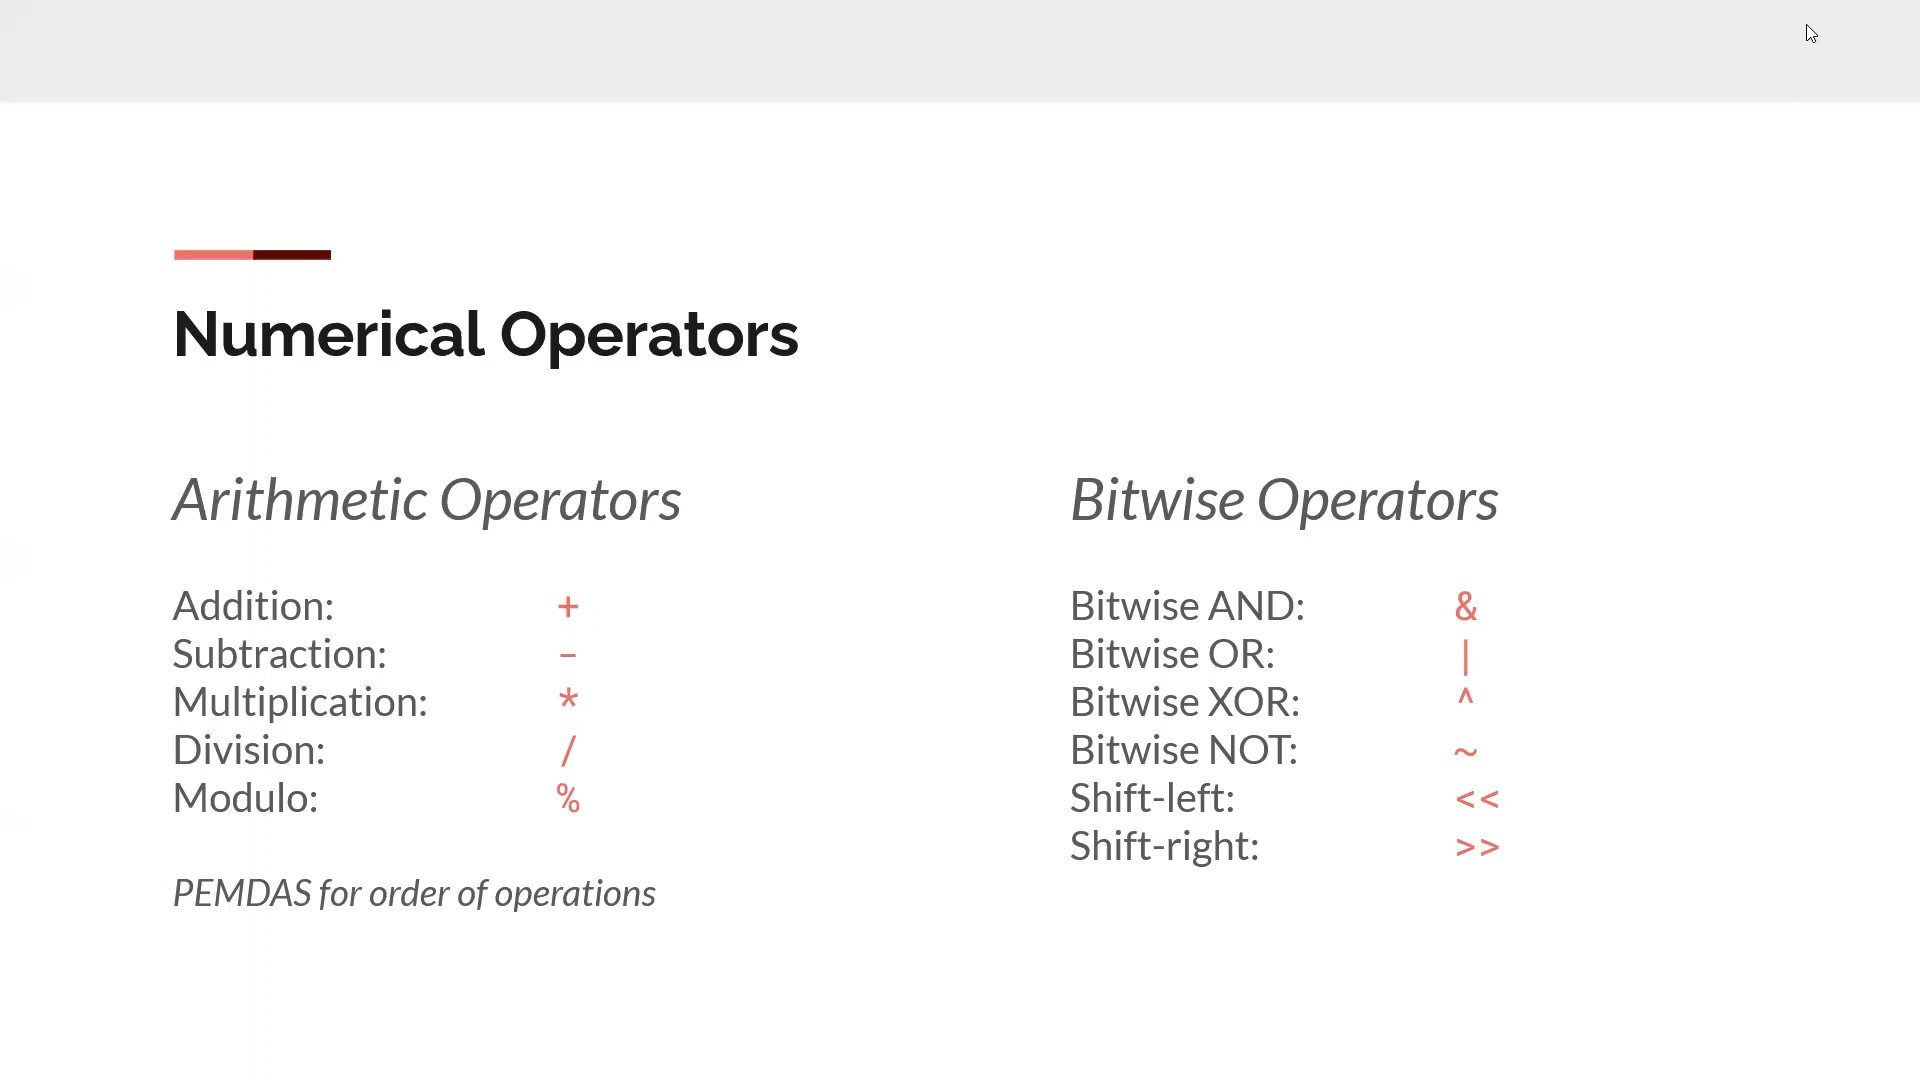 Numerical Operators
Arithmetic Operators
Addition: +
Subtraction: -
Multiplication: *
Division: /
Modulo: %
PEMDAS for order of operations
Bitwise Operators
Bitwise AND: &
Bitwise OR: |
Bitwise XOR: ^
Bitwise NOT: ~
Shift-left: <<
Shift-right: >>